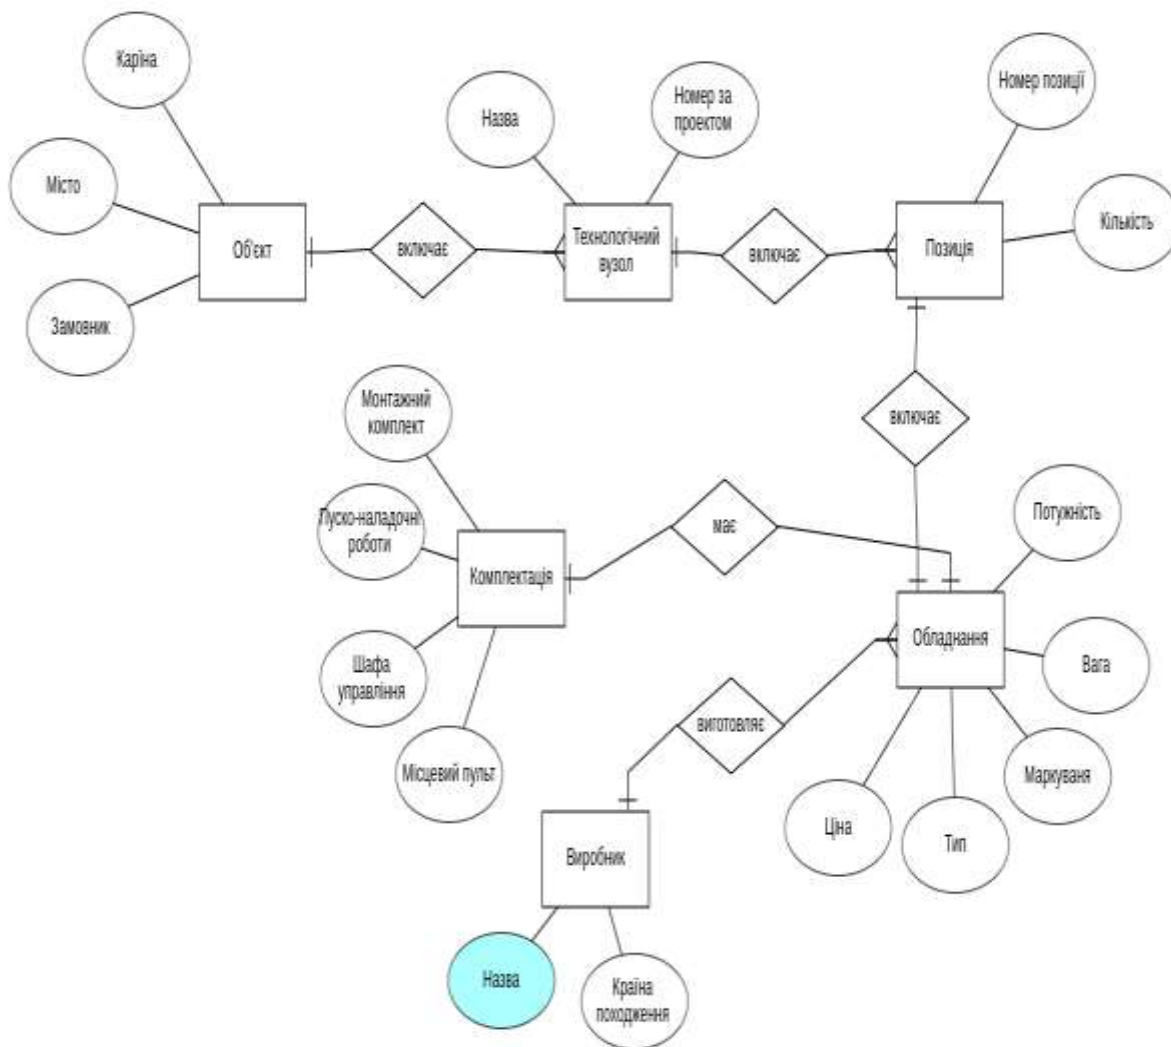 Каріна
Назва
Номер за
проектом
Номер позиції
Місто
Кількість
Об'єкт
включає
Технологічний
вузол
включає
Позиція
Замовник
Монтажний
комплект
включає
Пуско-наладочні
роботи
має
Потужність
Комплектація
Обладнання
Шафа
управління
Вага
виготовляє
Місцевий пульт
Маркуваня
Ціна
Тип
Виробник
Назва
Країна
походження